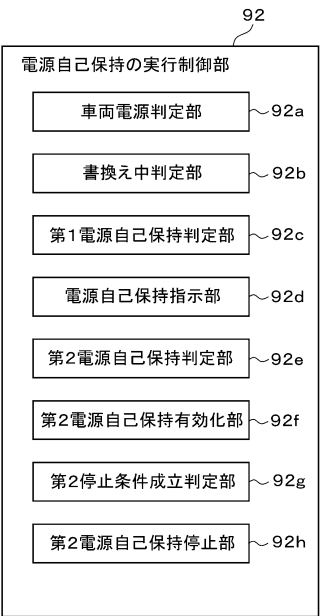 92
電源自己保持の実行制御部
車両電源判定部 92a
書換え中判定部 92b
第1電源自己保持判定部 92c
電源自己保持指示部 92d
第2電源自己保持判定部 92e
第2電源自己保持有効化部 92f
第2停止条件成立判定部 92g
第2電源自己保持停止部 92h